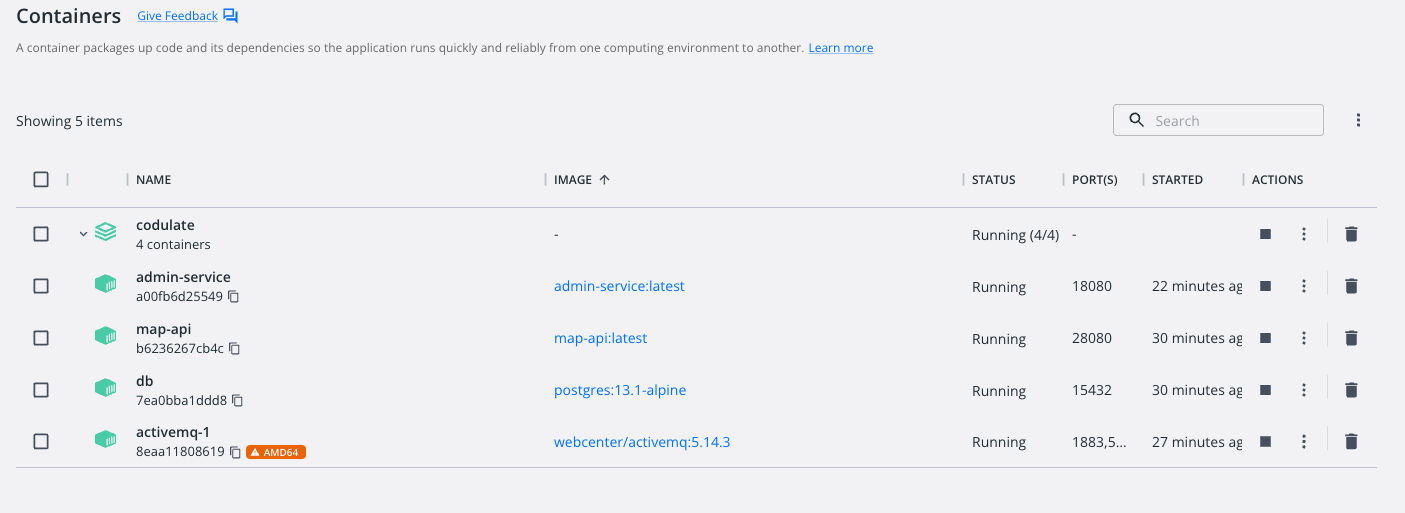 Containers Give Feedback
A container packages up code and its dependencies so the application runs quickly and reliably from one computing environment to another. Learn more
Showing 5 items
Search
NAME IMAGE STATUS PORT(S) STARTED ACTIONS
codulate
4 containers
- Running (4/4) -
admin-service
a00fb6d25549
admin-service:latest Running 18080 22 minutes ag
map-api
b6236267cb4c
map-api:latest Running 28080 30 minutes ag
db
7ea0bba1ddd8
postgres:13.1-alpine Running 15432 30 minutes ag
activemq-1
8eaa11808619 AMD64
webcenter/activemq:5.14.3 Running 1883,5... 27 minutes ag